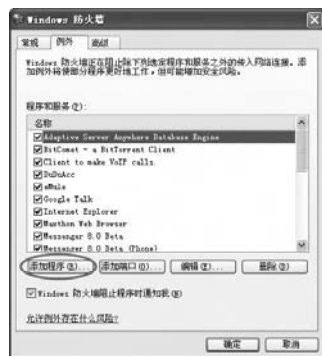 Windows 防火墙
常规 例外 高级
Windows 防火墙正在阻止除下列选定程序和服务之外的传入网络连接。添
加例外将使部分程序更好地工作，但可能增加安全风险。
程序和服务(P):
名称
Adaptive Server Anywhere Database Engine
BitComet - a BitTorrent Client
Client to make VoIP calls.
DuDuAcc
eMule
Google Talk
Internet Explorer
Maxthon Web Browser
Messenger 8.0 Beta
Messenger 8.0 Beta (Phone)
添加程序(R)... 添加端口(O)... 编辑(E)... 删除(D)
Windows 防火墙阻止程序时通知我(N)
允许例外存在什么风险?
确定 取消